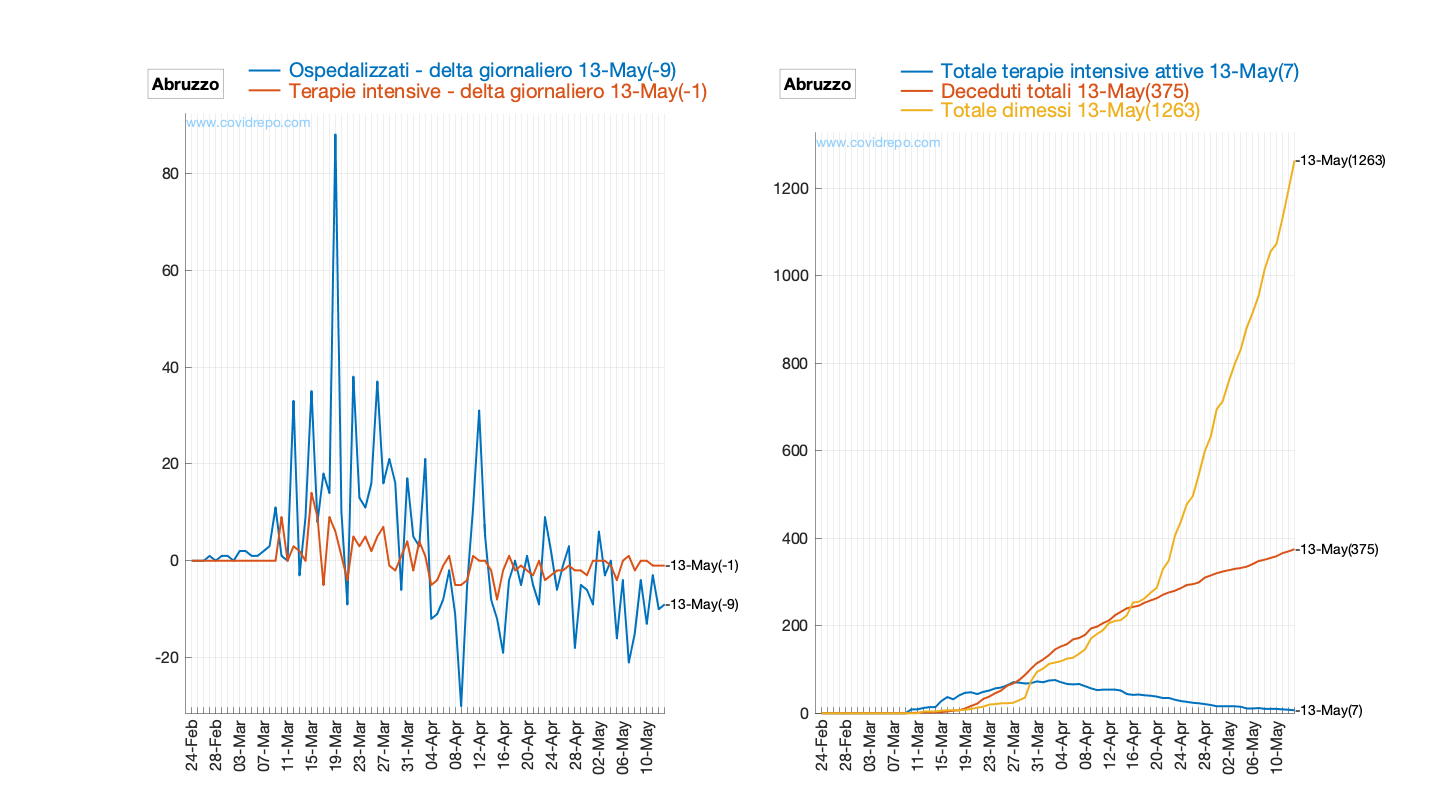 Abruzzo
Ospedalizzati - delta giornaliero 13-May(-9)
Terapie intensive - delta giornaliero 13-May(-1)
www.covidrepo.com
80
60
40
20
0
-20
-13-May(-1)
-13-May(-9)
24-Feb
28-Feb
03-Mar
07-Mar
11-Mar
15-Mar
19-Mar
23-Mar
27-Mar
31-Mar
04-Apr
08-Apr
12-Apr
16-Apr
20-Apr
24-Apr
28-Apr
02-May
06-May
10-May
Abruzzo
Totale terapie intensive attive 13-May(7)
Deceduti totali 13-May(375)
Totale dimessi 13-May(1263)
www.covidrepo.com
1200
1000
800
600
400
200
0
-13-May(1263)
-13-May(375)
-13-May(7)
24-Feb
28-Feb
03-Mar
07-Mar
11-Mar
15-Mar
19-Mar
23-Mar
27-Mar
31-Mar
04-Apr
08-Apr
12-Apr
16-Apr
20-Apr
24-Apr
28-Apr
02-May
06-May
10-May